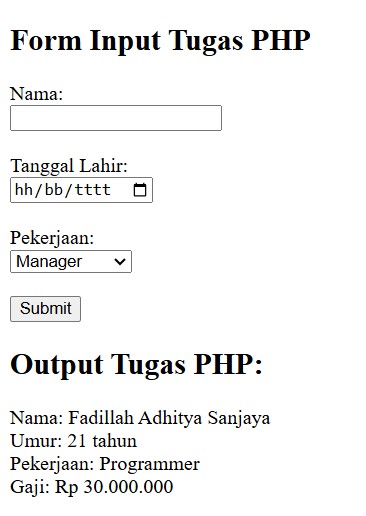 Form Input Tugas PHP
Nama:
Tanggal Lahir:
hh/bb/tttt
Pekerjaan:
Manager
Submit
Output Tugas PHP:
Nama: Fadillah Adhitya Sanjaya
Umur: 21 tahun
Pekerjaan: Programmer
Gaji: Rp 30.000.000